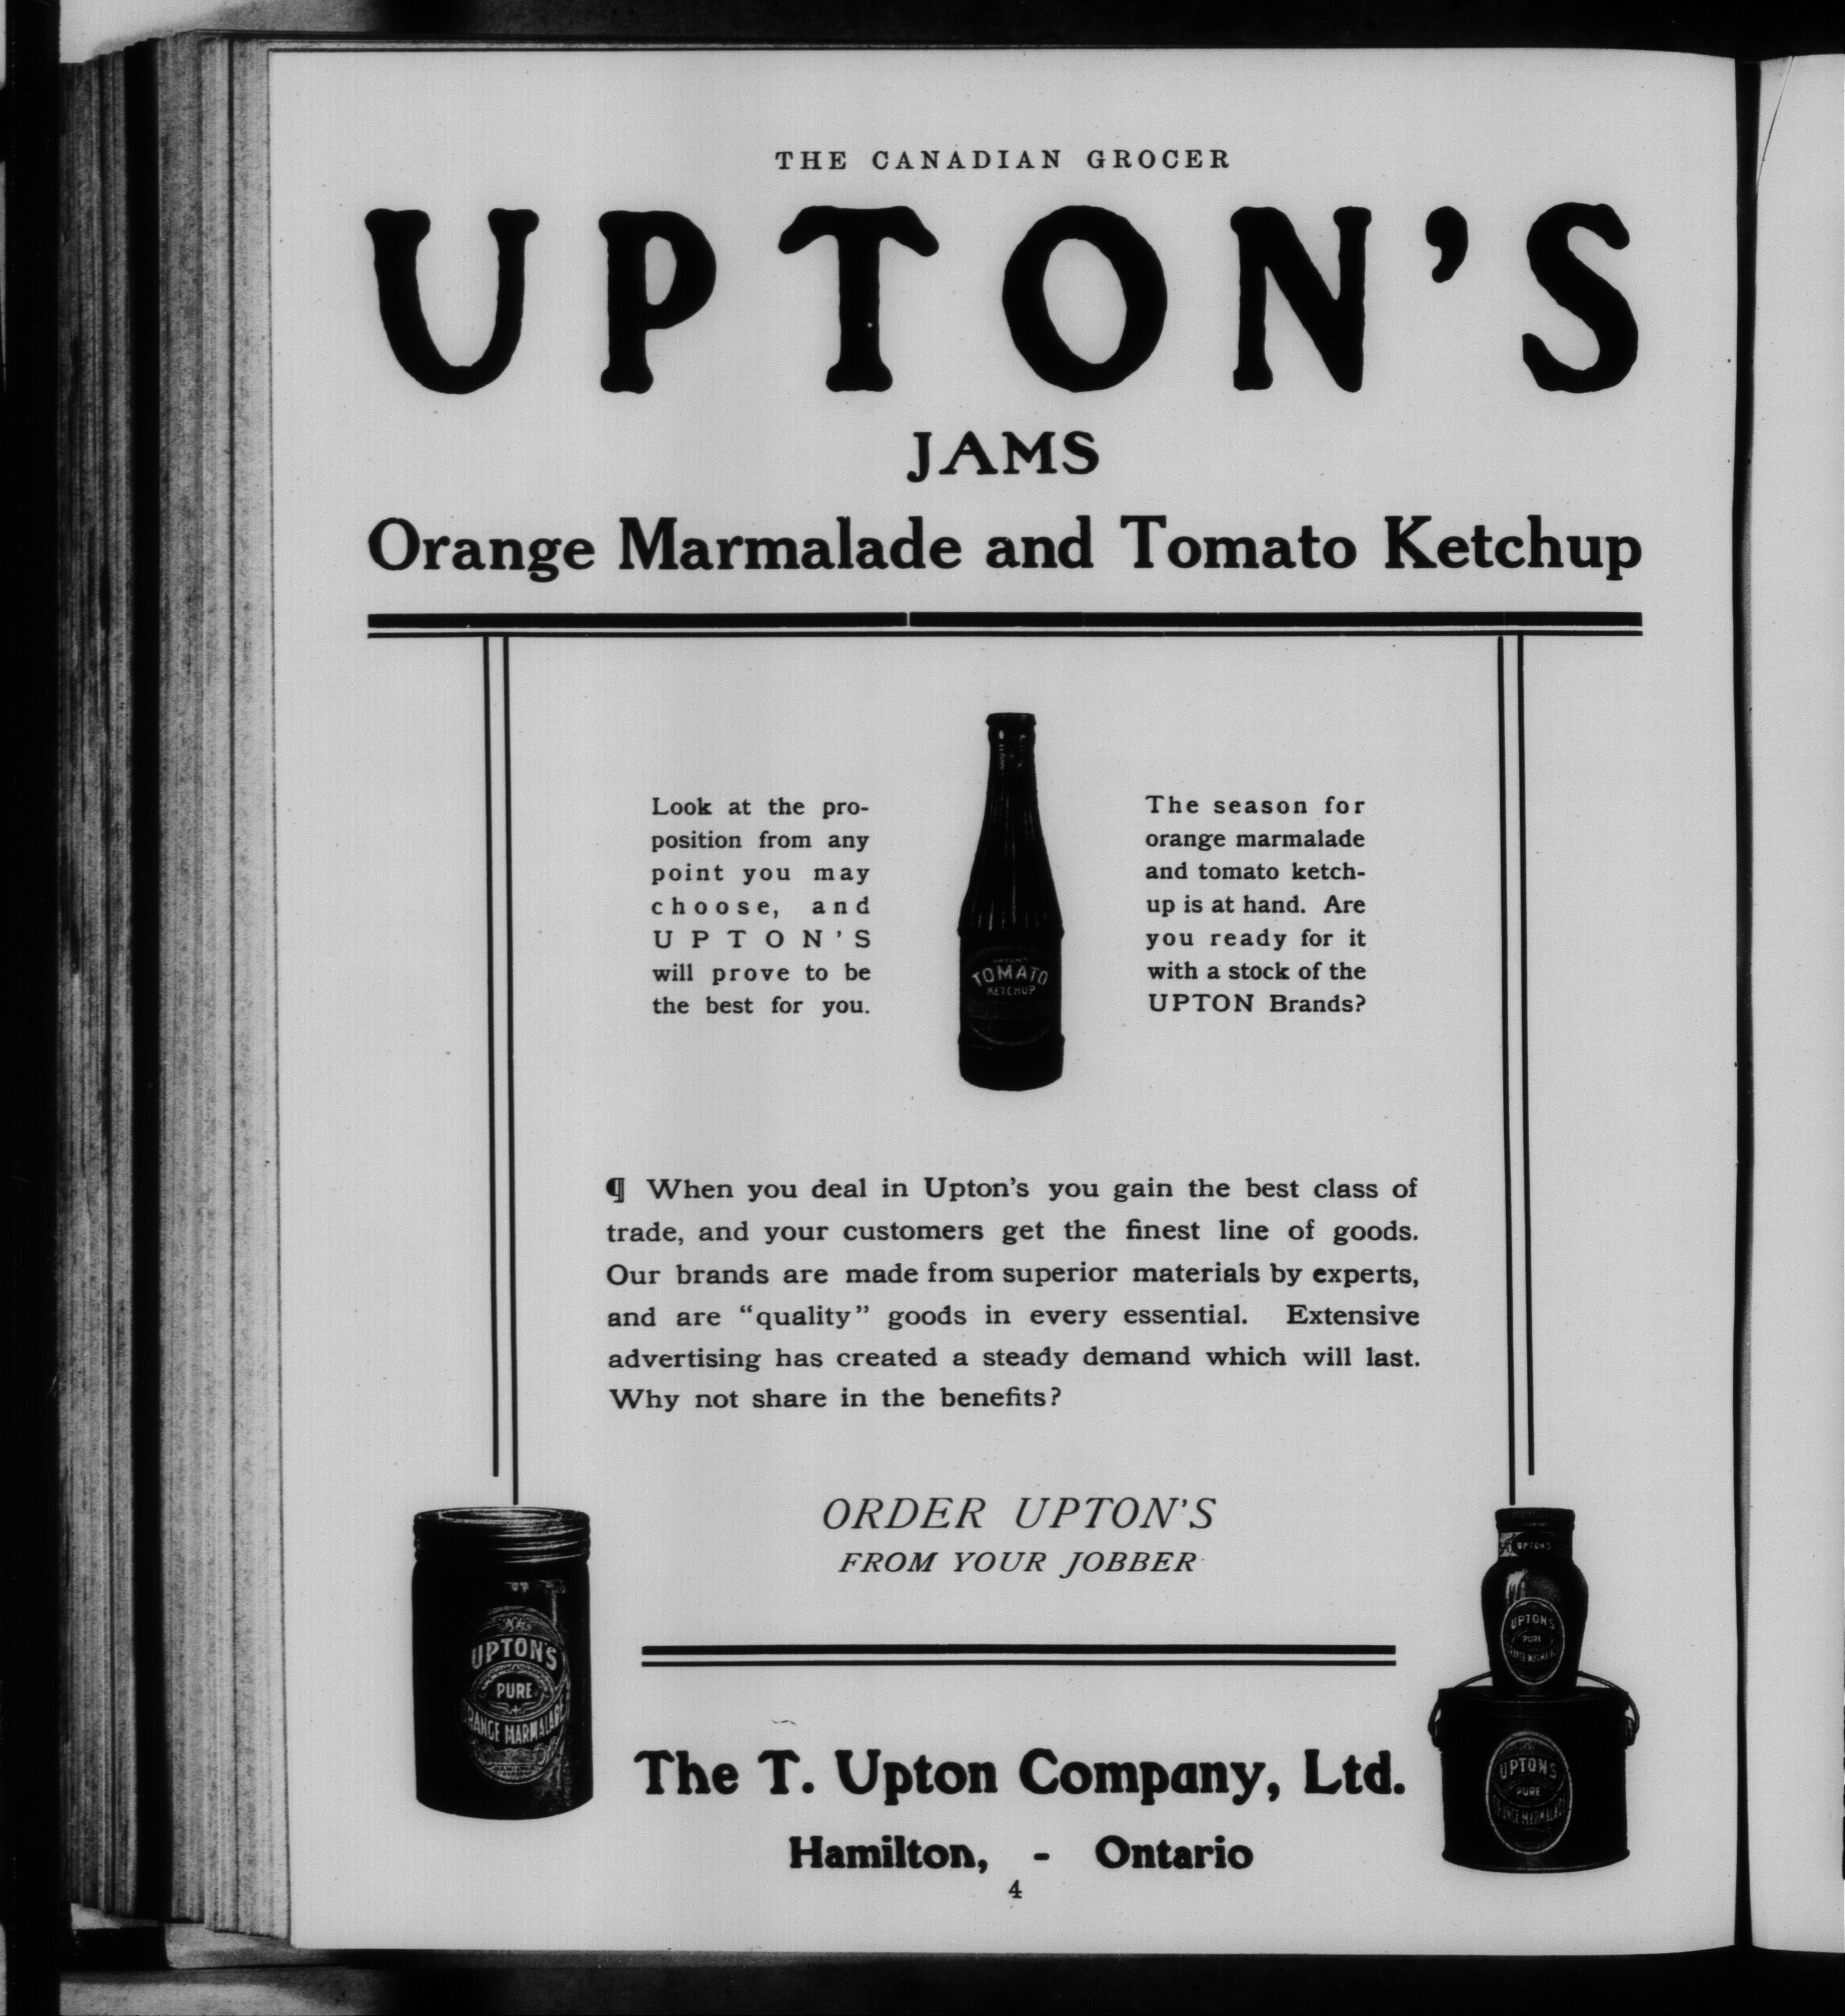 THE CANADIAN GROCER
UPTON'S
JAMS
Orange Marmalade and Tomato Ketchup
Look at the pro-
position from any
point you may
choose, and
UPTON'S
will prove to be
the best for you.
TOMATO
KETCHUP
The season for
orange marmalade
and tomato ketch-
up is at hand. Are
you ready for it
with a stock of the
UPTON Brands?
¶ When you deal in Upton's you gain the best class of
trade, and your customers get the finest line of goods.
Our brands are made from superior materials by experts,
and are “quality” goods in every essential. Extensive
advertising has created a steady demand which will last.
Why not share in the benefits?
ORDER UPTON'S
FROM YOUR JOBBER
UPTON'S
PURE
ORANGE MARMALADE
UPTONS
UPTONS
PURE
UPTONS
PURE
ORANGE MARMALADE
The T. Upton Company, Ltd.
Hamilton, - Ontario
4